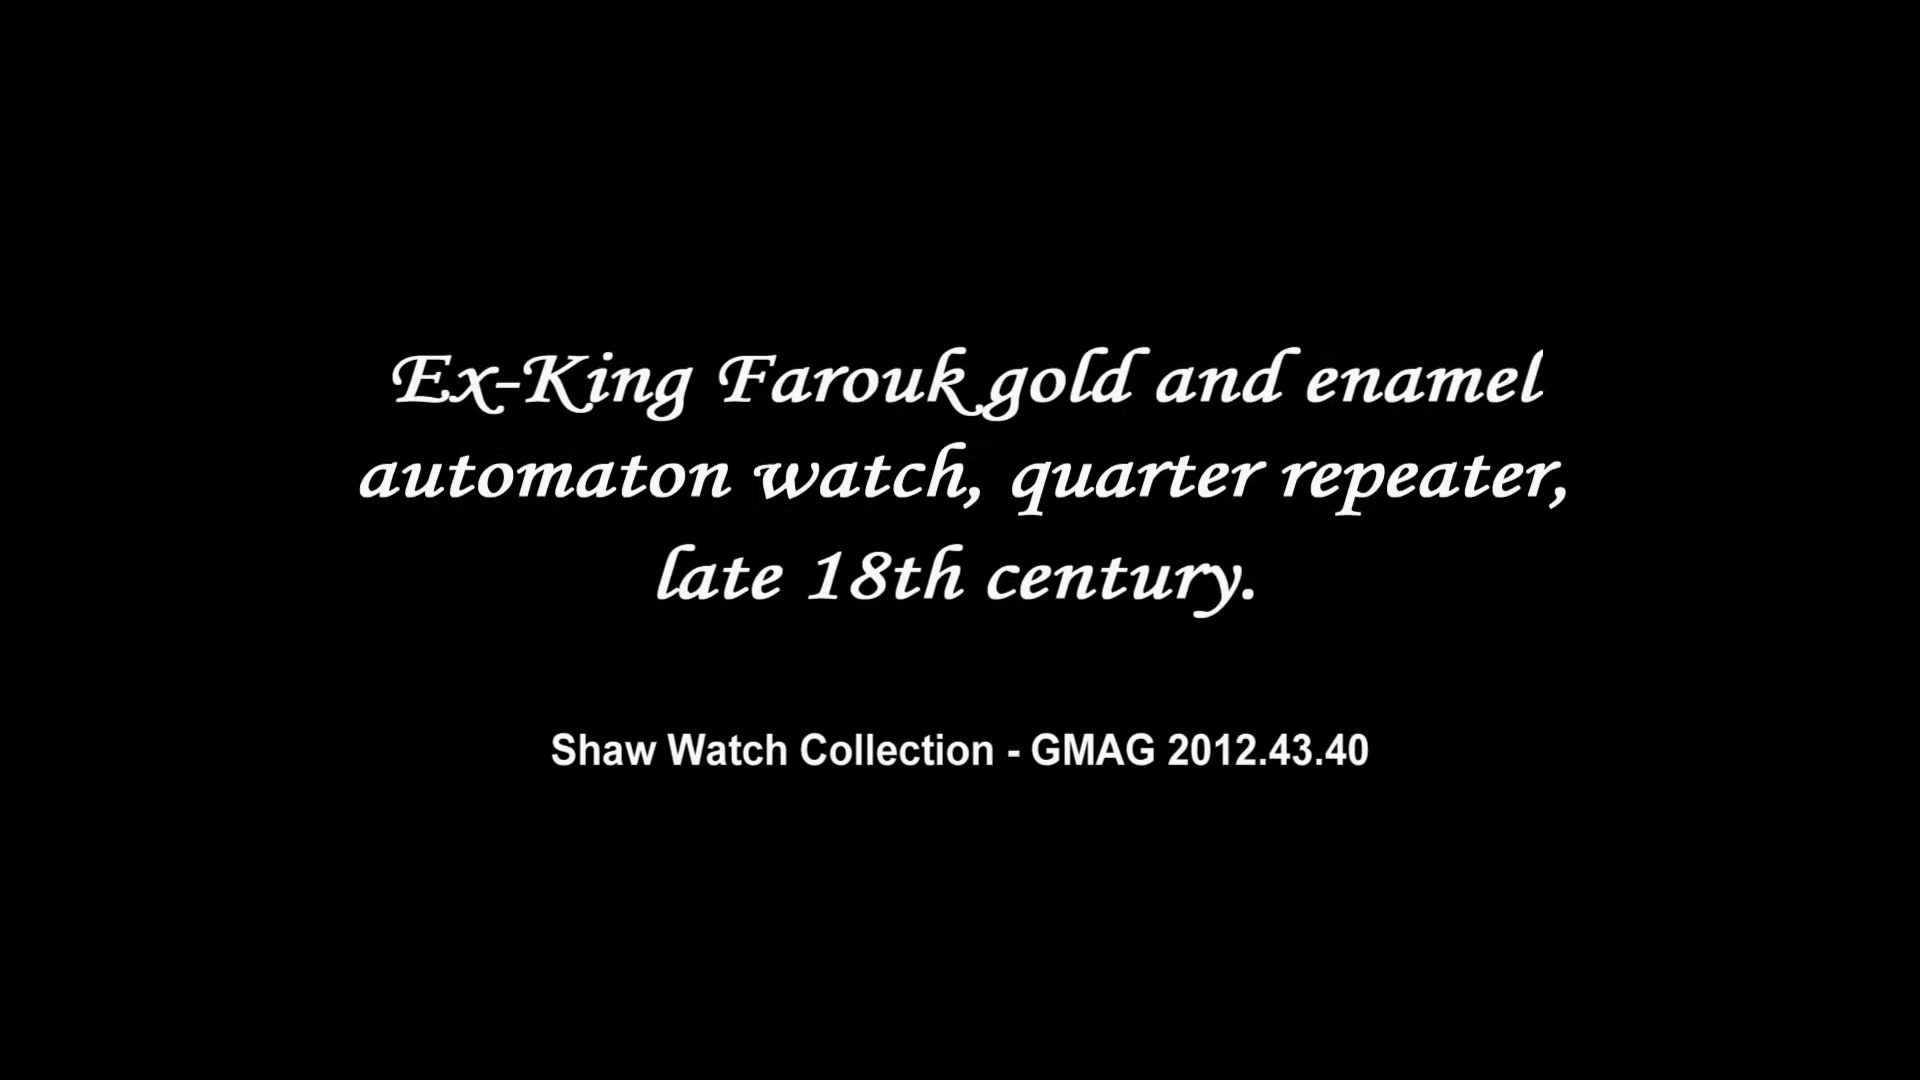 Ex-King Farouk gold and enamel
automaton watch, quarter repeater,
late 18th century.
Shaw Watch Collection - GMAG 2012.43.40